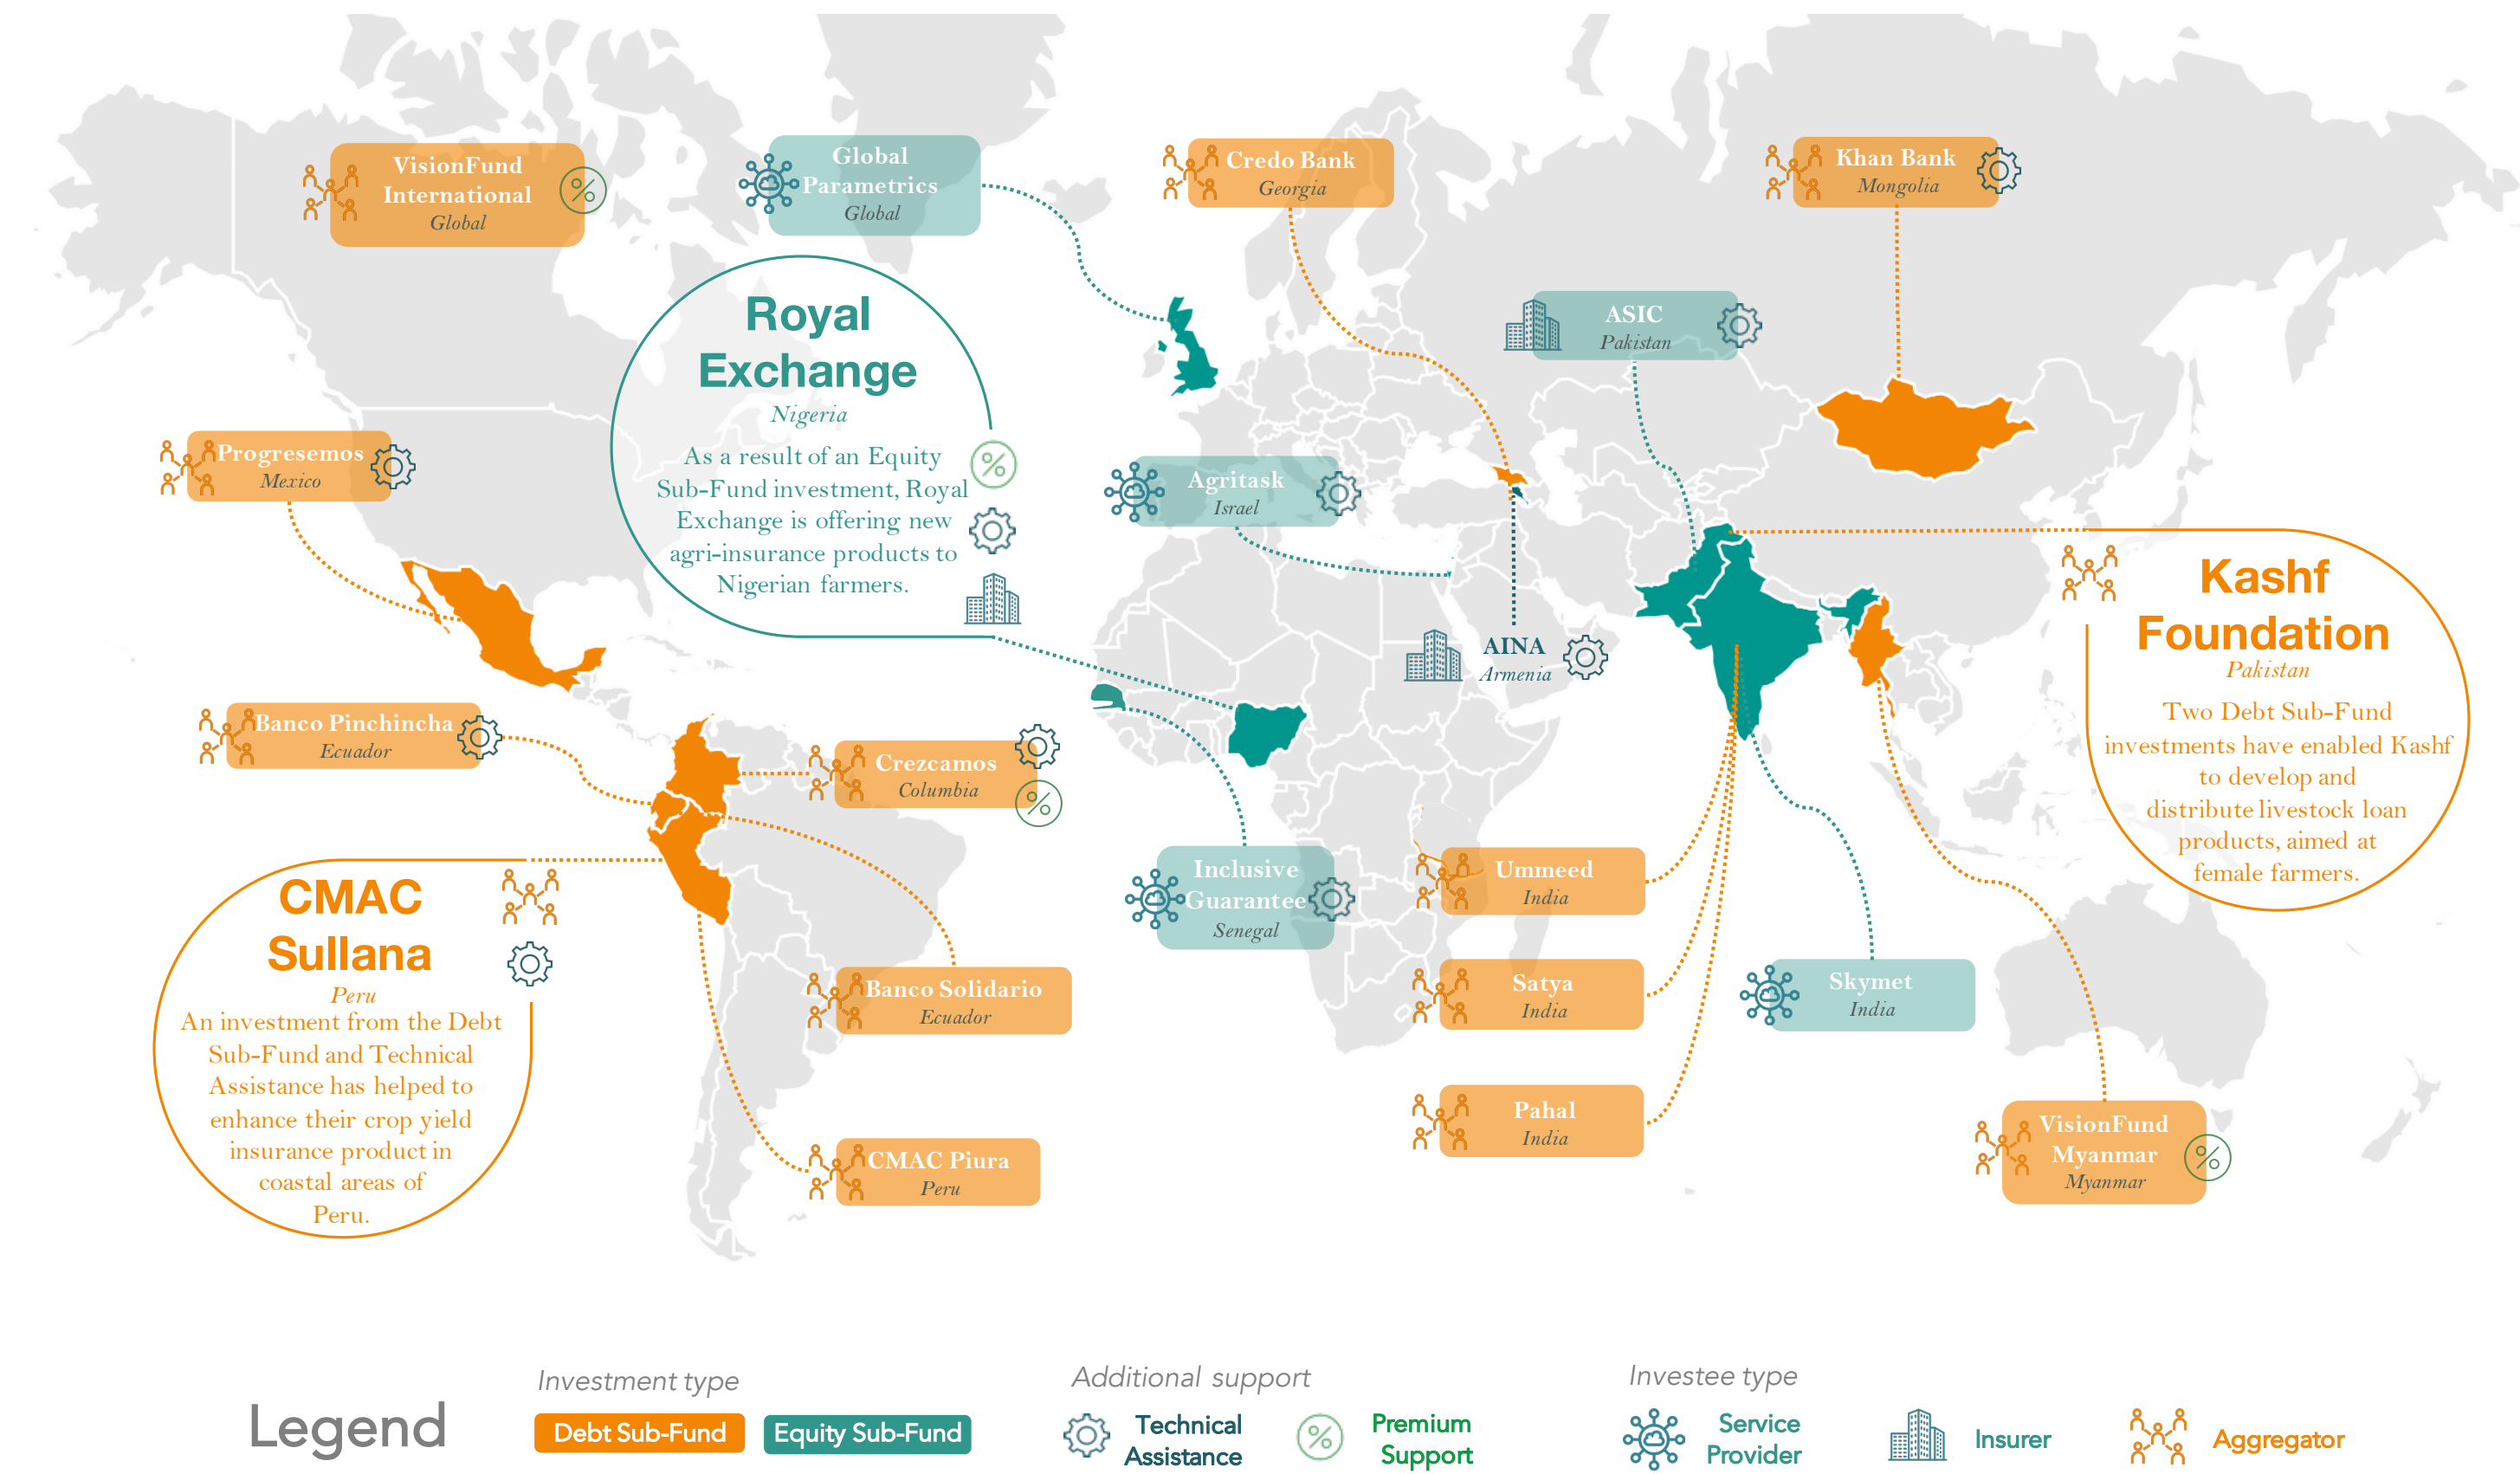 VisionFund
International
Global
Global
Parametrics
Global
Credo Bank
Georgia
Khan Bank
Mongolia
Royal
Exchange
Nigeria
As a result of an Equity
Sub-Fund investment, Royal
Exchange is offering new
agri-insurance products to
Nigerian farmers.
ASIC
Pakistan
Progresemos
Mexico
Agritask
Israel
Kashf
Foundation
Pakistan
Two Debt Sub-Fund
investments have enabled Kashf
to develop and
distribute livestock loan
products, aimed at
female farmers.
AINA
Armenia
Banco Pinchincha
Ecuador
Crezcamos
Columbia
CMAC
Sullana
Peru
An investment from the Debt
Sub-Fund and Technical
Assistance has helped to
enhance their crop yield
insurance product in
coastal areas of
Peru.
Inclusive
Guarantee
Senegal
Ummeed
India
Banco Solidario
Ecuador
Satya
India
Skymet
India
Pahal
India
CMAC Piura
Peru
VisionFund
Myanmar
Myanmar
Legend
Investment type
Debt Sub-Fund
Equity Sub-Fund
Additional support
Technical
Assistance
Premium
Support
Investee type
Service
Provider
Insurer
Aggregator